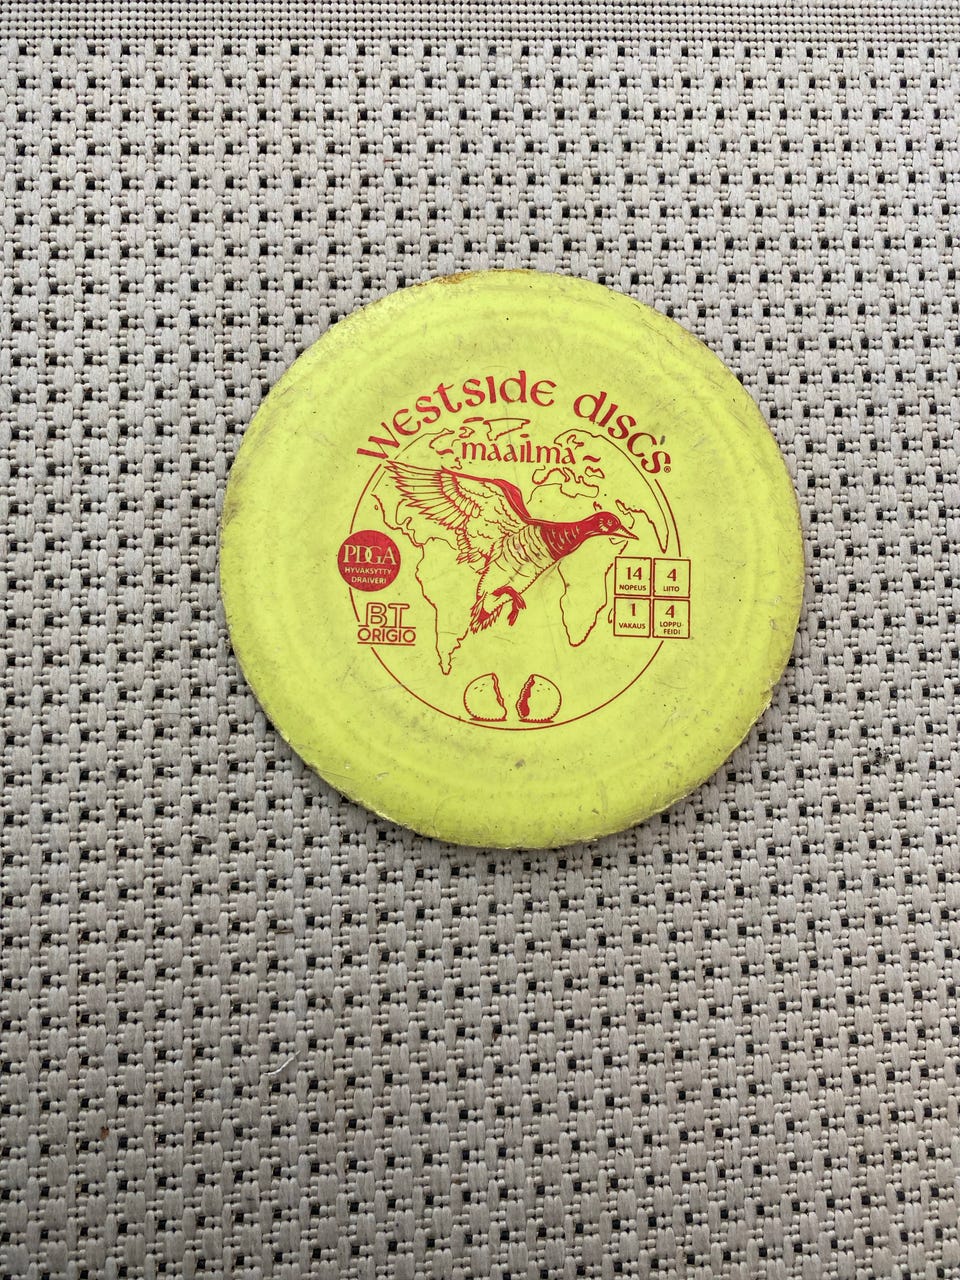 westside discs®
~maailma~
PDGA
HYVÄKSYTTY
DRAIVERI
BT
ORIGIO
14
NOPEUS
4
LIITO
1
VAKAUS
4
LOPPU-
FEIDI